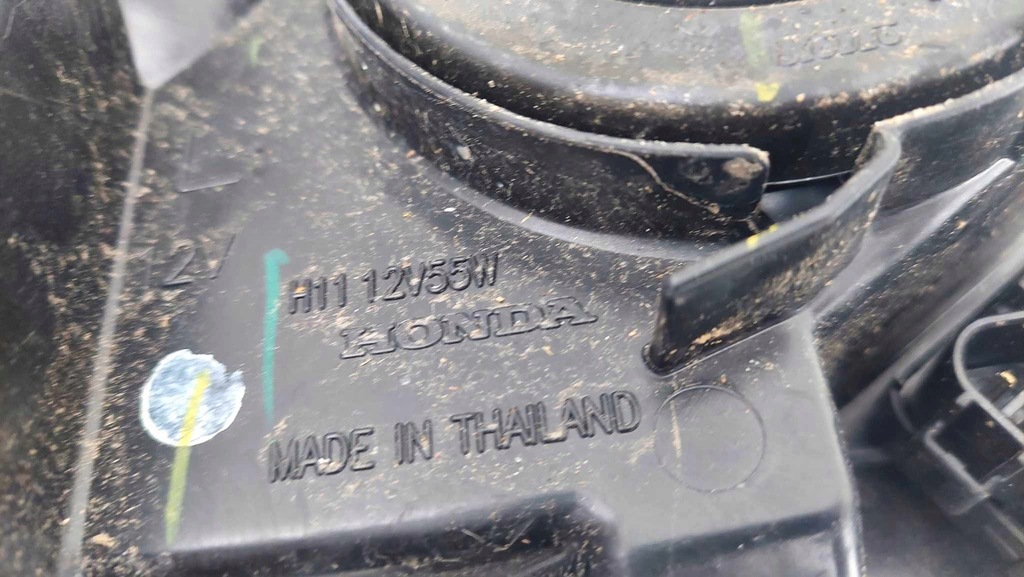 12V
H11 12V55W
HONDA
MADE IN THAILAND